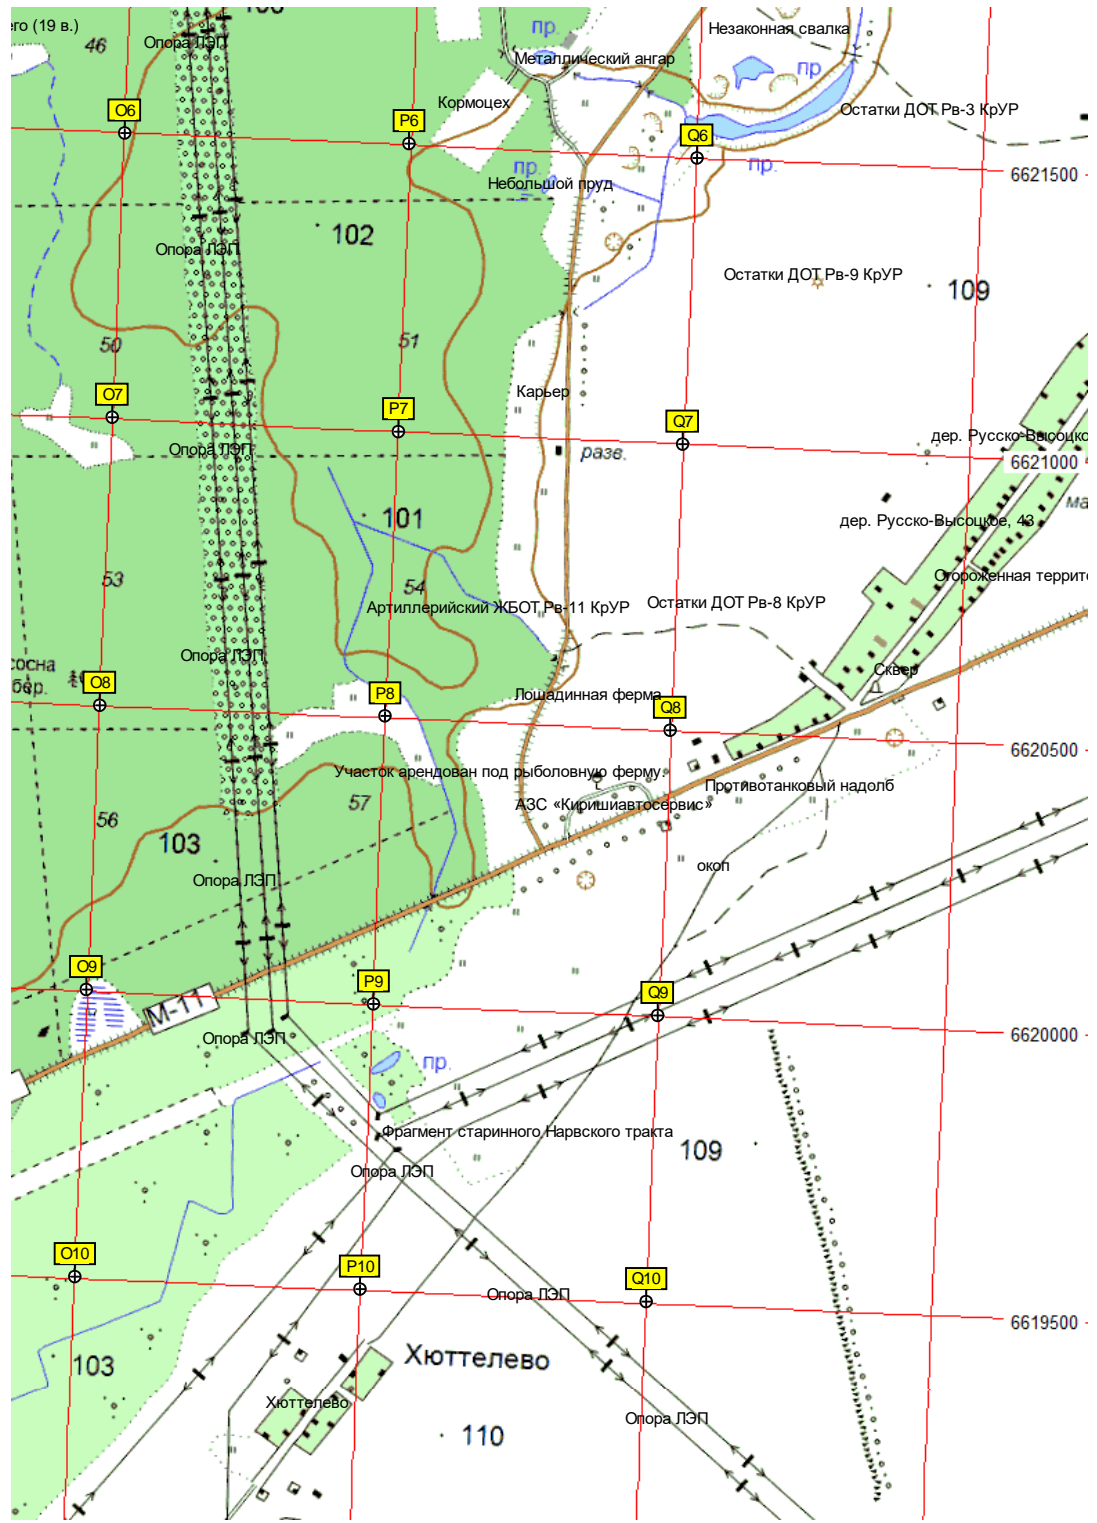 его (19 в.)
46
Опора ЛЭП
пр.
Незаконная свалка
Металлический ангар
пр
Кормоцех
O6
P6
Q6
Остатки ДОТ Рв-3 КрУР
пр.
пр.
6621500
Небольшой пруд
102
Опора ЛЭП
Остатки ДОТ Рв-9 КрУР
109
50
51
Карьер
O7
P7
Q7
дер. Русско-Высоцко
Опора ЛЭП
разв.
6621000
101
дер. Русско-Высоцкое, 43
ма
53
54
Огороженная террито
Артиллерийский ЖБОТ Рв-11 КрУР
Остатки ДОТ Рв-8 КрУР
Опора ЛЭП
сосна
бер.
Сквер
O8
P8
Лошадинная ферма
Q8
6620500
Участок арендован под рыболовную ферму.
Противотанковый надолб
57
АЗС «Киришиавтосервис»
56
103
Опора ЛЭП
окоп
O9
P9
Q9
М-11
Опора ЛЭП
6620000
пр.
Фрагмент старинного Нарвского тракта
109
Опора ЛЭП
O10
P10
Q10
Опора ЛЭП
6619500
Хюттелево
103
Хюттелево
Опора ЛЭП
110